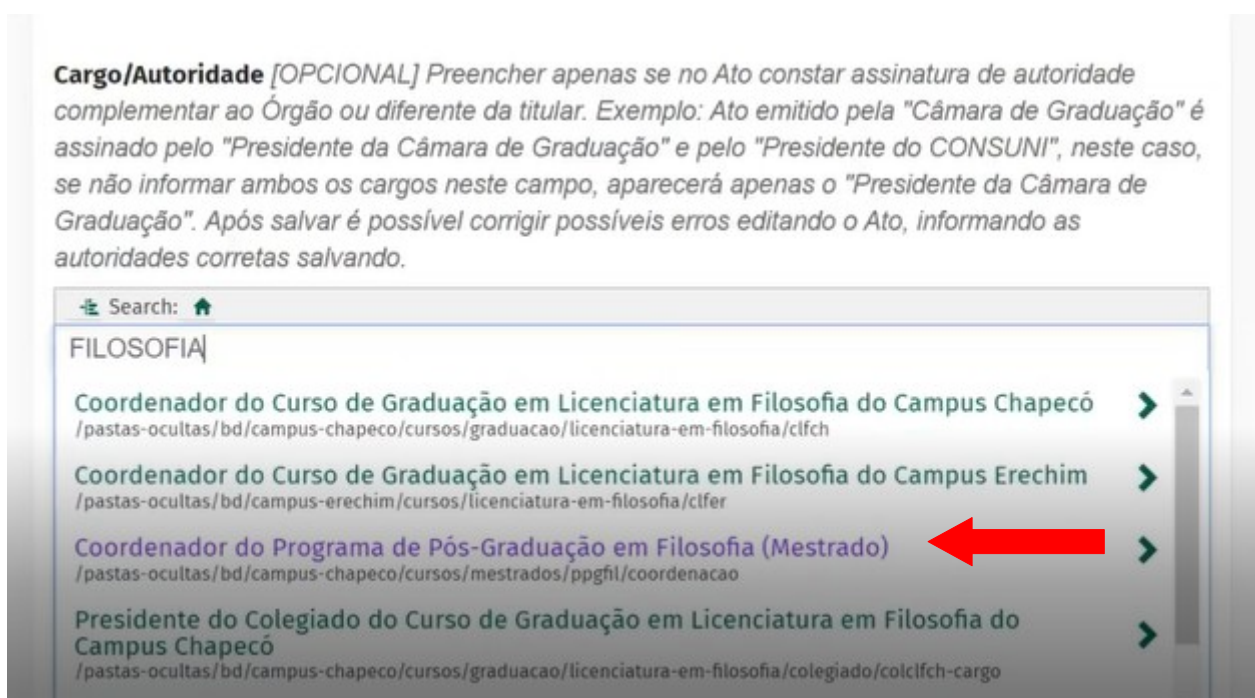 Cargo/Autoridade [OPCIONAL] Preencher apenas se no Ato constar assinatura de autoridade
complementar ao Órgão ou diferente da titular. Exemplo: Ato emitido pela "Câmara de Graduação" é
assinado pelo "Presidente da Câmara de Graduação" e pelo "Presidente do CONSUNI", neste caso,
se não informar ambos os cargos neste campo, aparecerá apenas o "Presidente da Câmara de
Graduação". Após salvar é possível corrigir possíveis erros editando o Ato, informando as
autoridades corretas salvando.
Search:
FILOSOFIA
Coordenador do Curso de Graduação em Licenciatura em Filosofia do Campus Chapecó
/pastas-ocultas/bd/campus-chapeco/cursos/graduacao/licenciatura-em-filosofia/clfch
Coordenador do Curso de Graduação em Licenciatura em Filosofia do Campus Erechim
/pastas-ocultas/bd/campus-erechim/cursos/licenciatura-em-filosofia/clfer
Coordenador do Programa de Pós-Graduação em Filosofia (Mestrado)
/pastas-ocultas/bd/campus-chapeco/cursos/mestrados/ppgfil/coordenacao
Presidente do Colegiado do Curso de Graduação em Licenciatura em Filosofia do
Campus Chapecó
/pastas-ocultas/bd/campus-chapeco/cursos/graduacao/licenciatura-em-filosofia/colegiado/colclfch-cargo